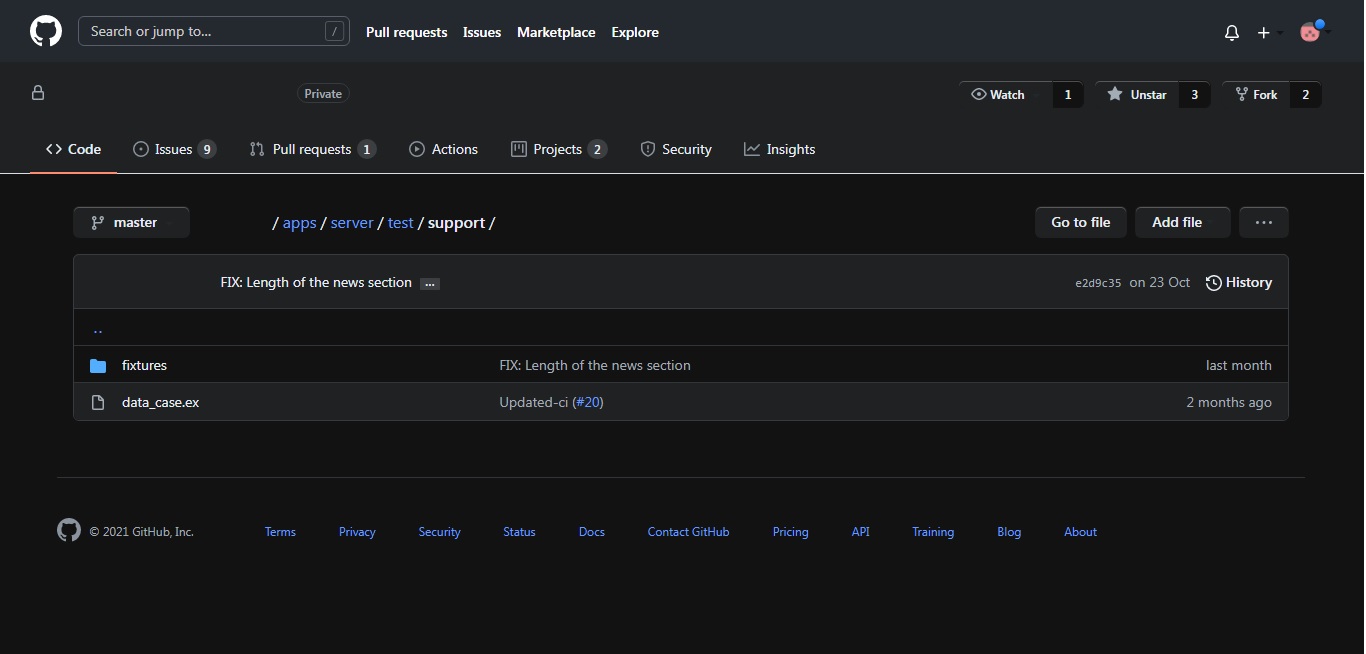 Search or jump to... / Pull requests Issues Marketplace Explore
Private Watch 1 Unstar 3 Fork 2
Code Issues 9 Pull requests 1 Actions Projects 2 Security Insights
master / apps / server / test / support / Go to file Add file ...
FIX: Length of the news section ... e2d9c35 on 23 Oct History
..
fixtures FIX: Length of the news section last month
data_case.ex Updated-ci (#20) 2 months ago
© 2021 GitHub, Inc. Terms Privacy Security Status Docs Contact GitHub Pricing API Training Blog About